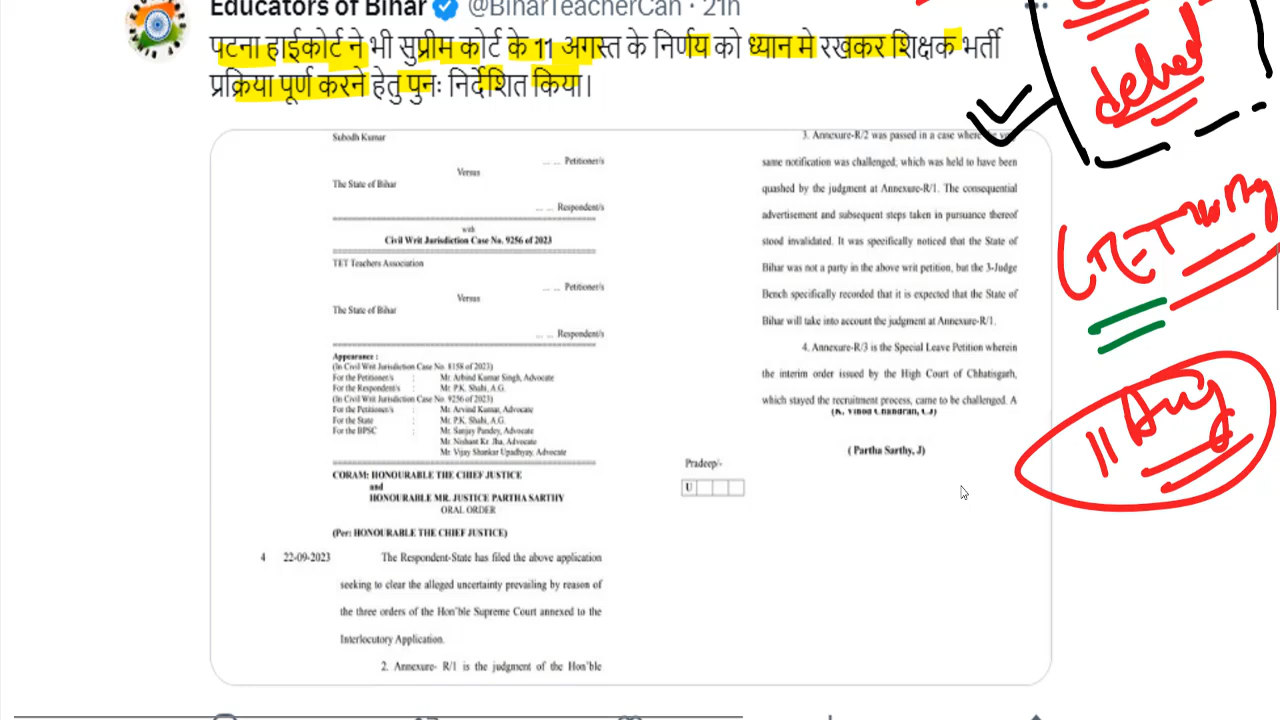 Educators of Bihar @BiharTeacherCan · 21h
पटना हाईकोर्ट ने भी सुप्रीम कोर्ट के 11 अगस्त के निर्णय को ध्यान मे रखकर शिक्षक भर्ती
प्रक्रिया पूर्ण करने हेतु पुनः निर्देशित किया।
Subodh Kumar
... ... Petitioner/s
Versus
The State of Bihar
... ... Respondent/s
with
Civil Writ Jurisdiction Case No. 9256 of 2023
TET Teachers Association
... ... Petitioner/s
Versus
The State of Bihar
... ... Respondent/s
Appearance :
(In Civil Writ Jurisdiction Case No. 8158 of 2023)
For the Petitioner/s : Mr. Arbind Kumar Singh, Advocate
For the Respondent/s : Mr. P.K. Shahi, A.G.
(In Civil Writ Jurisdiction Case No. 9256 of 2023)
For the Petitioner/s : Mr. Arvind Kumar, Advocate
For the State : Mr. P.K. Shahi, A.G.
For the BPSC : Mr. Sanjay Pandey, Advocate
Mr. Nishant Kr. Jha, Advocate
Mr. Vijay Shankar Upadhyay, Advocate
CORAM: HONOURABLE THE CHIEF JUSTICE
and
HONOURABLE MR. JUSTICE PARTHA SARTHY
ORAL ORDER
(Per: HONOURABLE THE CHIEF JUSTICE)
4 22-09-2023 The Respondent-State has filed the above application
seeking to clear the alleged uncertainty prevailing by reason of
the three orders of the Hon'ble Supreme Court annexed to the
Interlocutory Application.
2. Annexure- R/1 is the judgment of the Hon'ble
3. Annexure-R/2 was passed in a case where the very
same notification was challenged, which was held to have been
quashed by the judgment at Annexure-R/1. The consequential
advertisement and subsequent steps taken in pursuance thereof
stood invalidated. It was specifically noticed that the State of
Bihar was not a party in the above writ petition, but the 3-Judge
Bench specifically recorded that it is expected that the State of
Bihar will take into account the judgment at Annexure-R/1.
4. Annexure-R/3 is the Special Leave Petition wherein
the interim order issued by the High Court of Chhatisgarh,
which stayed the recruitment process, came to be challenged. A
(K. Vinod Chandran, CJ)
( Partha Sarthy, J)
Pradeep/-
U
11 Aug